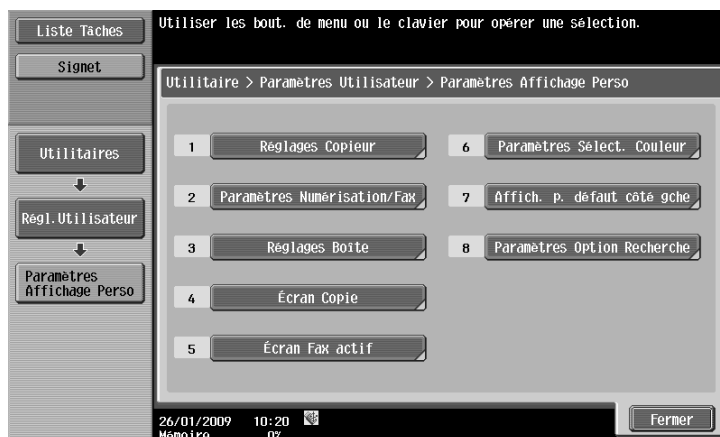 Liste Tâches
Utiliser les bout. de menu ou le clavier pour opérer une sélection.
Signet
Utilitaire > Paramètres Utilisateur > Paramètres Affichage Perso
Utilitaires
Régl.Utilisateur
Paramètres
Affichage Perso
1 Réglages Copieur
2 Paramètres Numérisation/Fax
3 Réglages Boîte
4 Écran Copie
5 Écran Fax actif
6 Paramètres Sélect. Couleur
7 Affich. p. défaut côté gche
8 Paramètres Option Recherche
26/01/2009 10:20
Mémoire 0%
Fermer